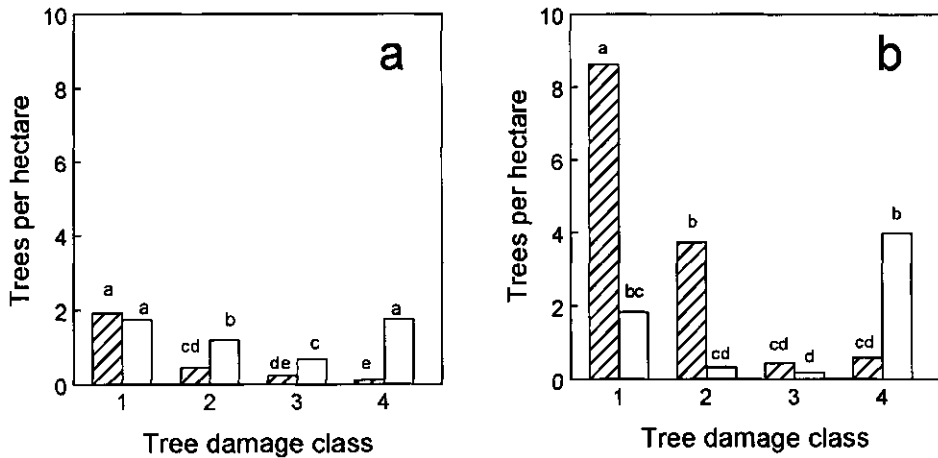 10
8
6
4
2
0
Trees per hectare
a
a
a
cd
b
de
c
e
a
1 2 3 4
Tree damage class
10
8
6
4
2
0
Trees per hectare
b
a
bc
b
cd
cd
d
cd
b
1 2 3 4
Tree damage class